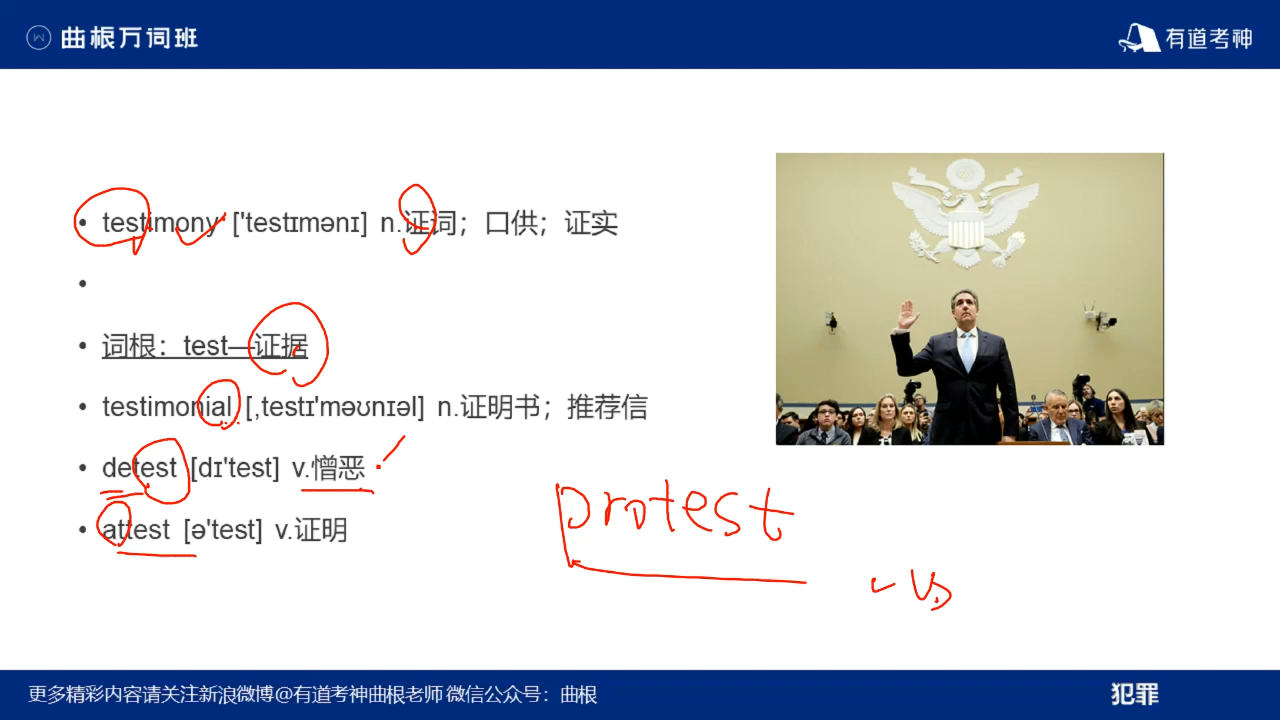 曲根万词班
有道考神
• testimony ['testɪmənɪ] n.证词；口供；证实
•
• 词根：test—证据
• testimonial [ˌtestɪ'məʊnɪəl] n.证明书；推荐信
• detest [dɪ'test] v.憎恶
• attest [ə'test] v.证明
protest
更多精彩内容请关注新浪微博@有道考神曲根老师 微信公众号：曲根
犯罪